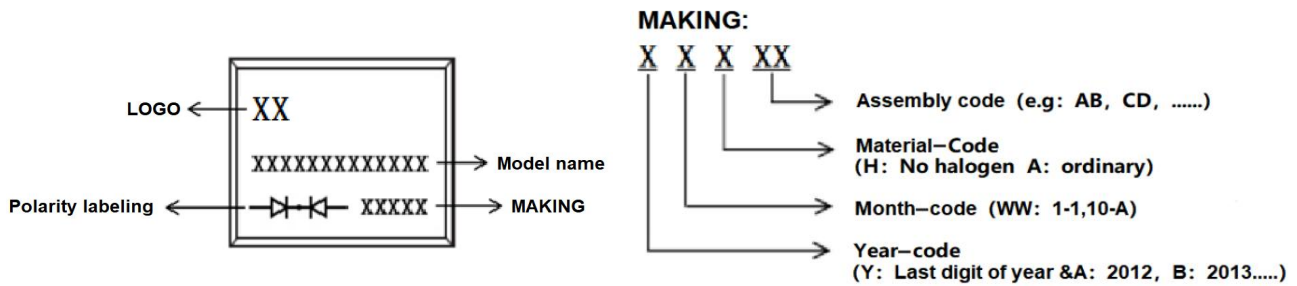 LOGO
XX
XXXXXXXXXXXXX
Model name
Polarity labeling
XXXXX
MAKING
MAKING:
X X X XX
Assembly code (e.g: AB, CD, ......)
Material-Code
(H: No halogen A: ordinary)
Month-code (WW: 1-1,10-A)
Year-code
(Y: Last digit of year &A: 2012, B: 2013.....)